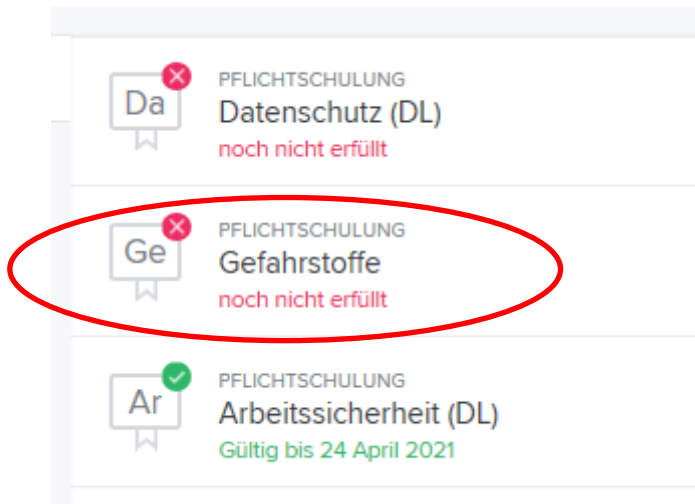 Da
PFLICHTSCHULUNG
Datenschutz (DL)
noch nicht erfüllt
Ge
PFLICHTSCHULUNG
Gefahrstoffe
noch nicht erfüllt
Ar
PFLICHTSCHULUNG
Arbeitssicherheit (DL)
Gültig bis 24 April 2021